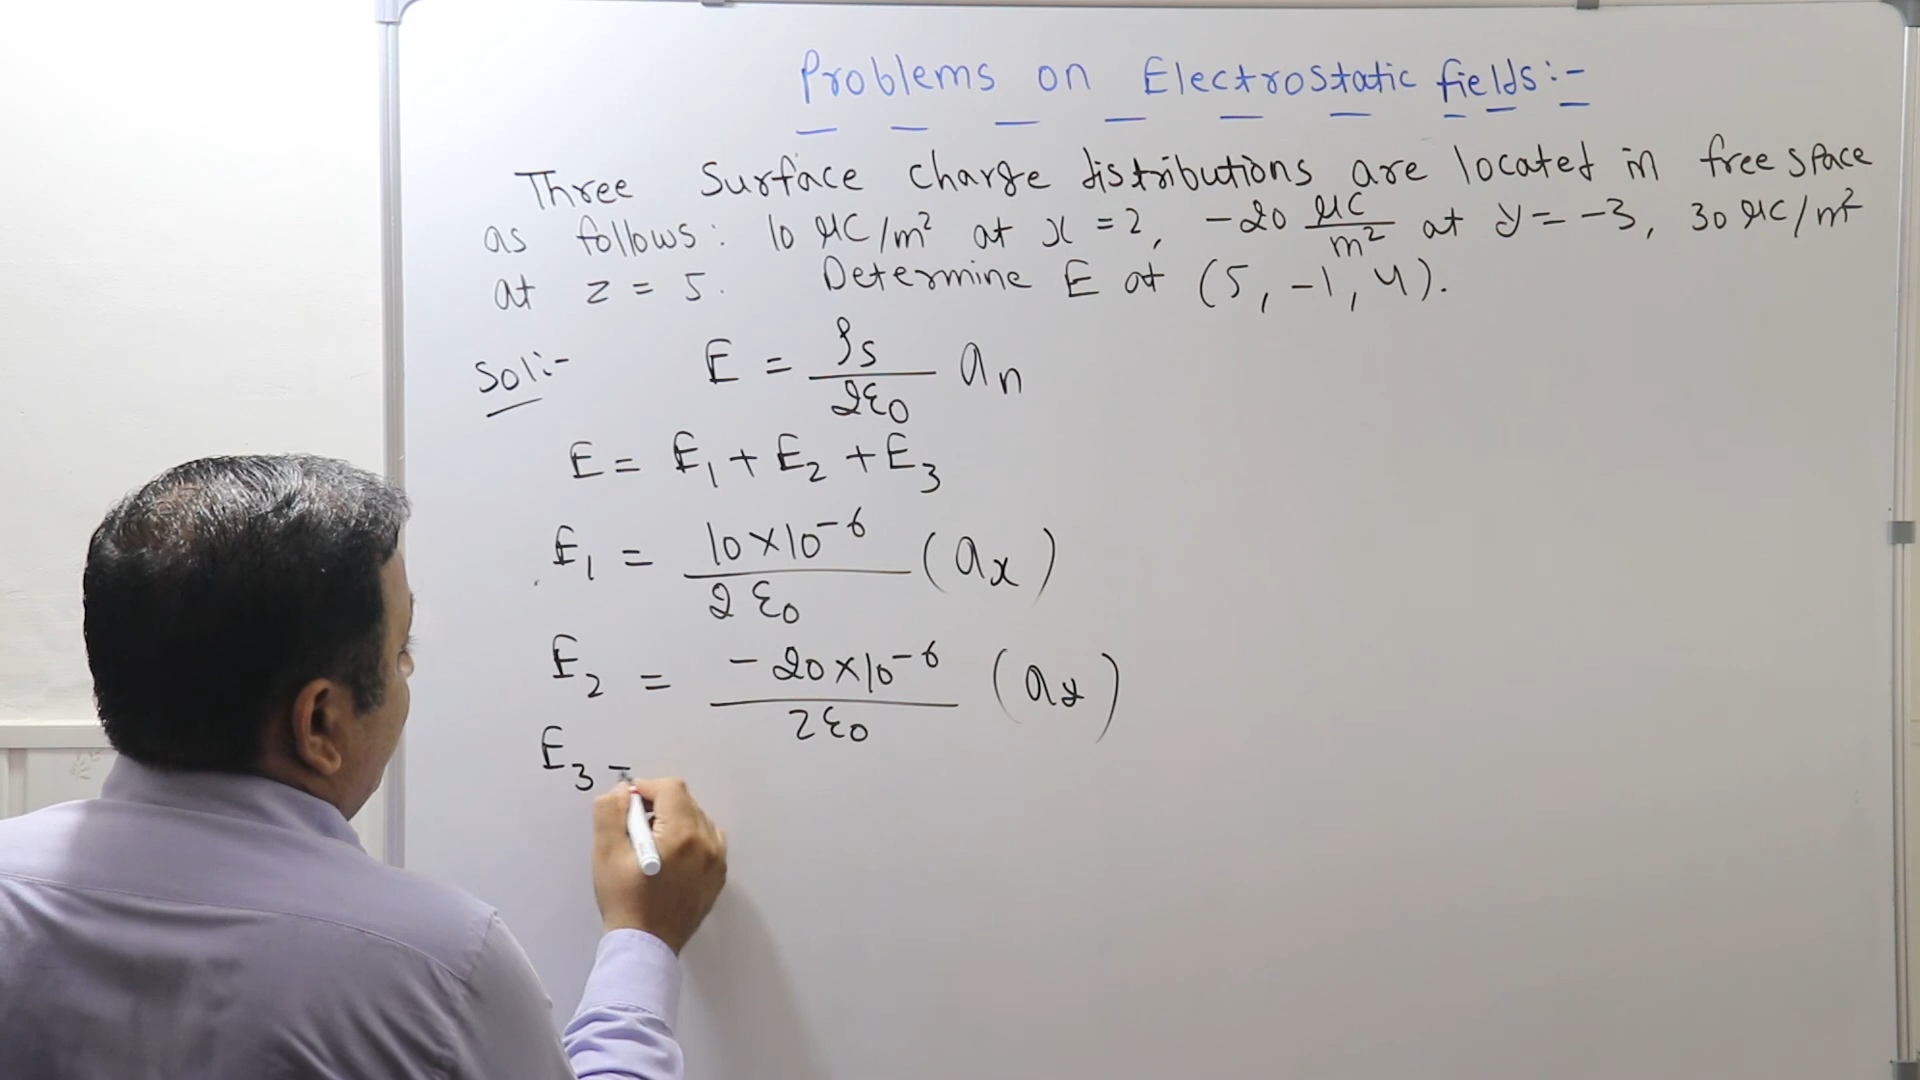 Problems on Electrostatic fields:-
Three Surface charge distributions are located in free space
as follows: 10 μC/m² at x = 2, -20 μC/m² at y = -3, 30 μC/m²
at z = 5. Determine E at (5, -1, 4).
Sol:- E = ρs/2ε0 an
E = E1 + E2 + E3
E1 = 10×10⁻⁶/2ε0 (ax)
E2 = -20×10⁻⁶/2ε0 (ay)
E3 =